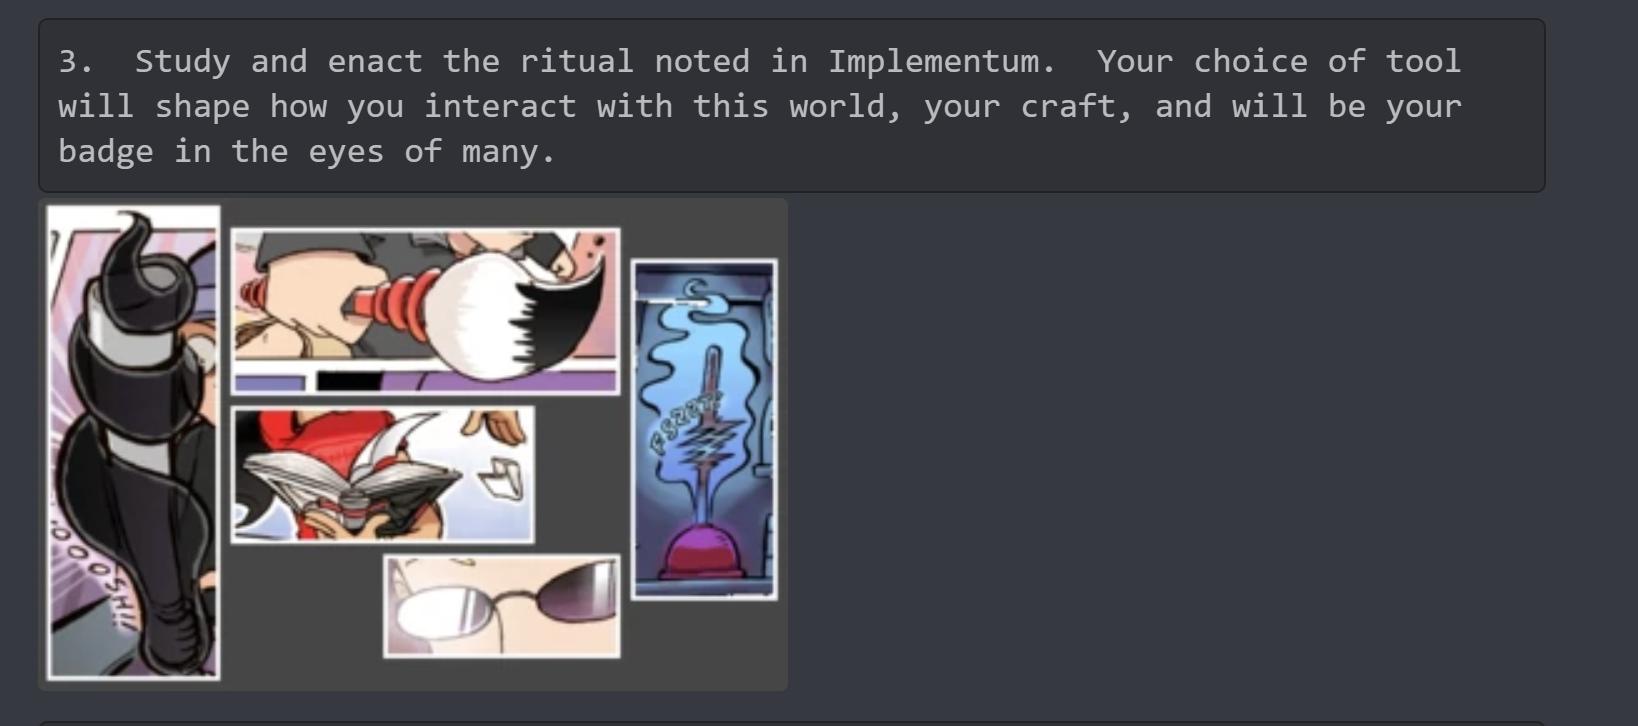 3.  Study and enact the ritual noted in Implementum.  Your choice of tool
will shape how you interact with this world, your craft, and will be your
badge in the eyes of many.
FSZZT!
.OOOSH!!